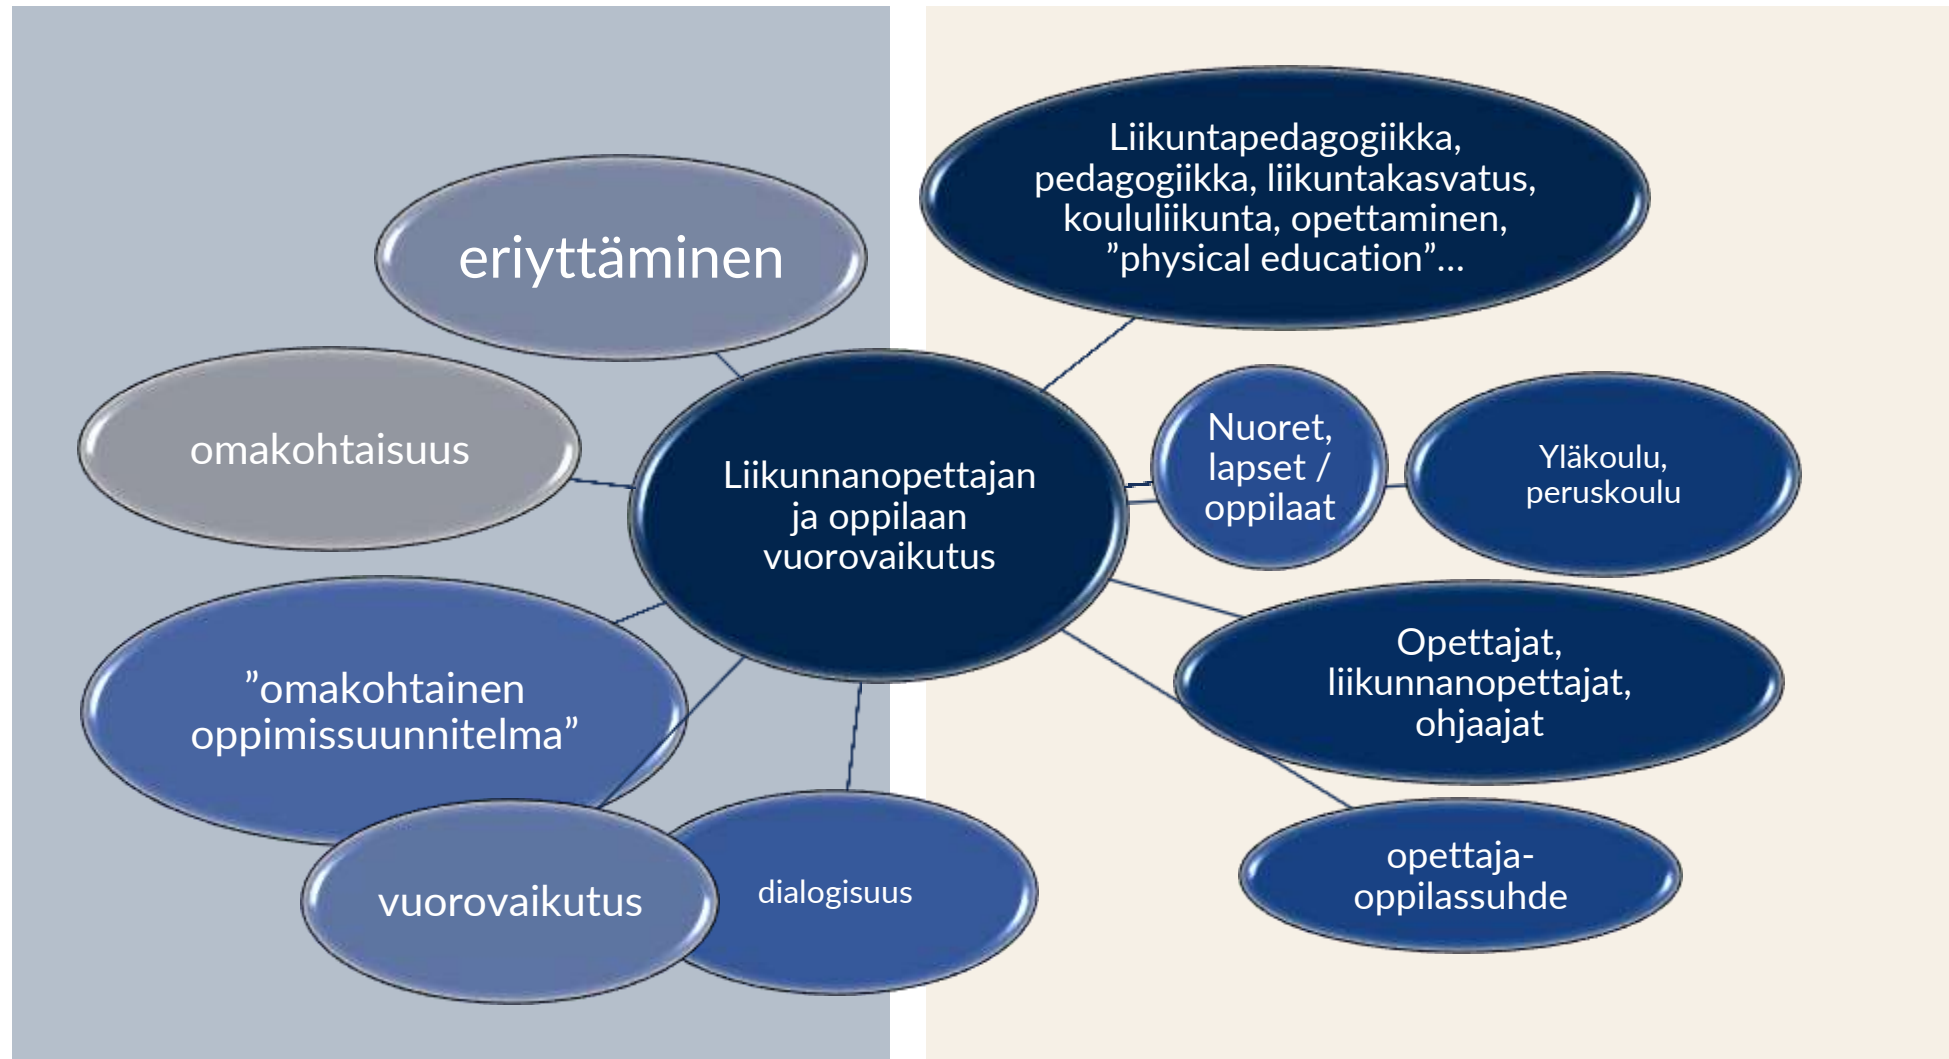 Liikuntapedagogiikka,
pedagogiikka, liikuntakasvatus,
koululiikunta, opettaminen,
”physical education”…
eriyttäminen
omakohtaisuus
Liikunnanopettajan
ja oppilaan
vuorovaikutus
Nuoret,
lapset /
oppilaat
Yläkoulu,
peruskoulu
”omakohtainen
oppimissuunnitelma”
Opettajat,
liikunnanopettajat,
ohjaajat
vuorovaikutus
dialogisuus
opettaja-
oppilassuhde